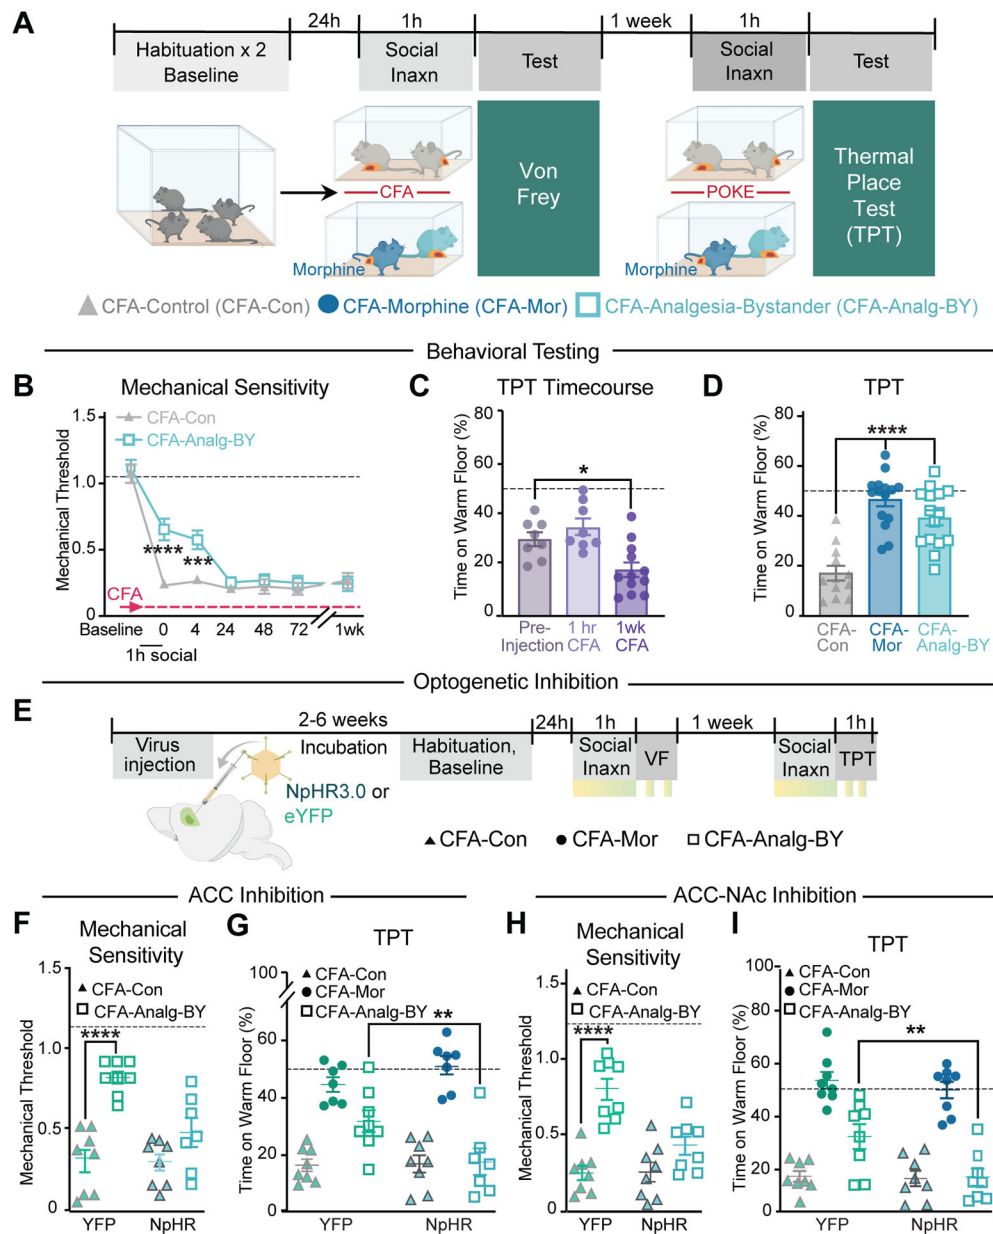 A
24h 1h 1 week 1h
Habituation x 2
Baseline
Social
Inaxn
Test
Social
Inaxn
Test
CFA
Morphine
Von
Frey
POKE
Morphine
Thermal
Place
Test
(TPT)
CFA-Control (CFA-Con) CFA-Morphine (CFA-Mor) CFA-Analgesia-Bystander (CFA-Analg-BY)
Behavioral Testing
B
Mechanical Sensitivity
CFA-Con
CFA-Analg-BY
Mechanical Threshold
1.5
1.0
0.5
0
**** ***
CFA
Baseline 0 4 24 48 72 1wk
1h social
C
TPT Timecourse
Time on Warm Floor (%)
80
60
40
20
0
*
Pre-
Injection
1 hr
CFA
1wk
CFA
D
TPT
Time on Warm Floor (%)
80
60
40
20
0
****
CFA-
Con
CFA-
Mor
CFA-
Analg-BY
Optogenetic Inhibition
E
2-6 weeks 24h 1h 1 week 1h
Virus
injection
Incubation
Habituation,
Baseline
Social
Inaxn
VF
Social
Inaxn
TPT
NpHR3.0 or
eYFP
CFA-Con CFA-Mor CFA-Analg-BY
ACC Inhibition
F
Mechanical
Sensitivity
CFA-Con
CFA-Analg-BY
Mechanical Threshold
1.5
1.0
0.5
0
****
YFP NpHR
G
TPT
CFA-Con
CFA-Mor
CFA-Analg-BY
Time on Warm Floor (%)
100
60
40
20
0
**
YFP NpHR
ACC-NAc Inhibition
H
Mechanical
Sensitivity
CFA-Con
CFA-Analg-BY
Mechanical Threshold
1.5
1.0
0.5
0
****
YFP NpHR
I
TPT
CFA-Con
CFA-Mor
CFA-Analg-BY
Time on Warm Floor (%)
100
80
60
40
20
0
**
YFP NpHR